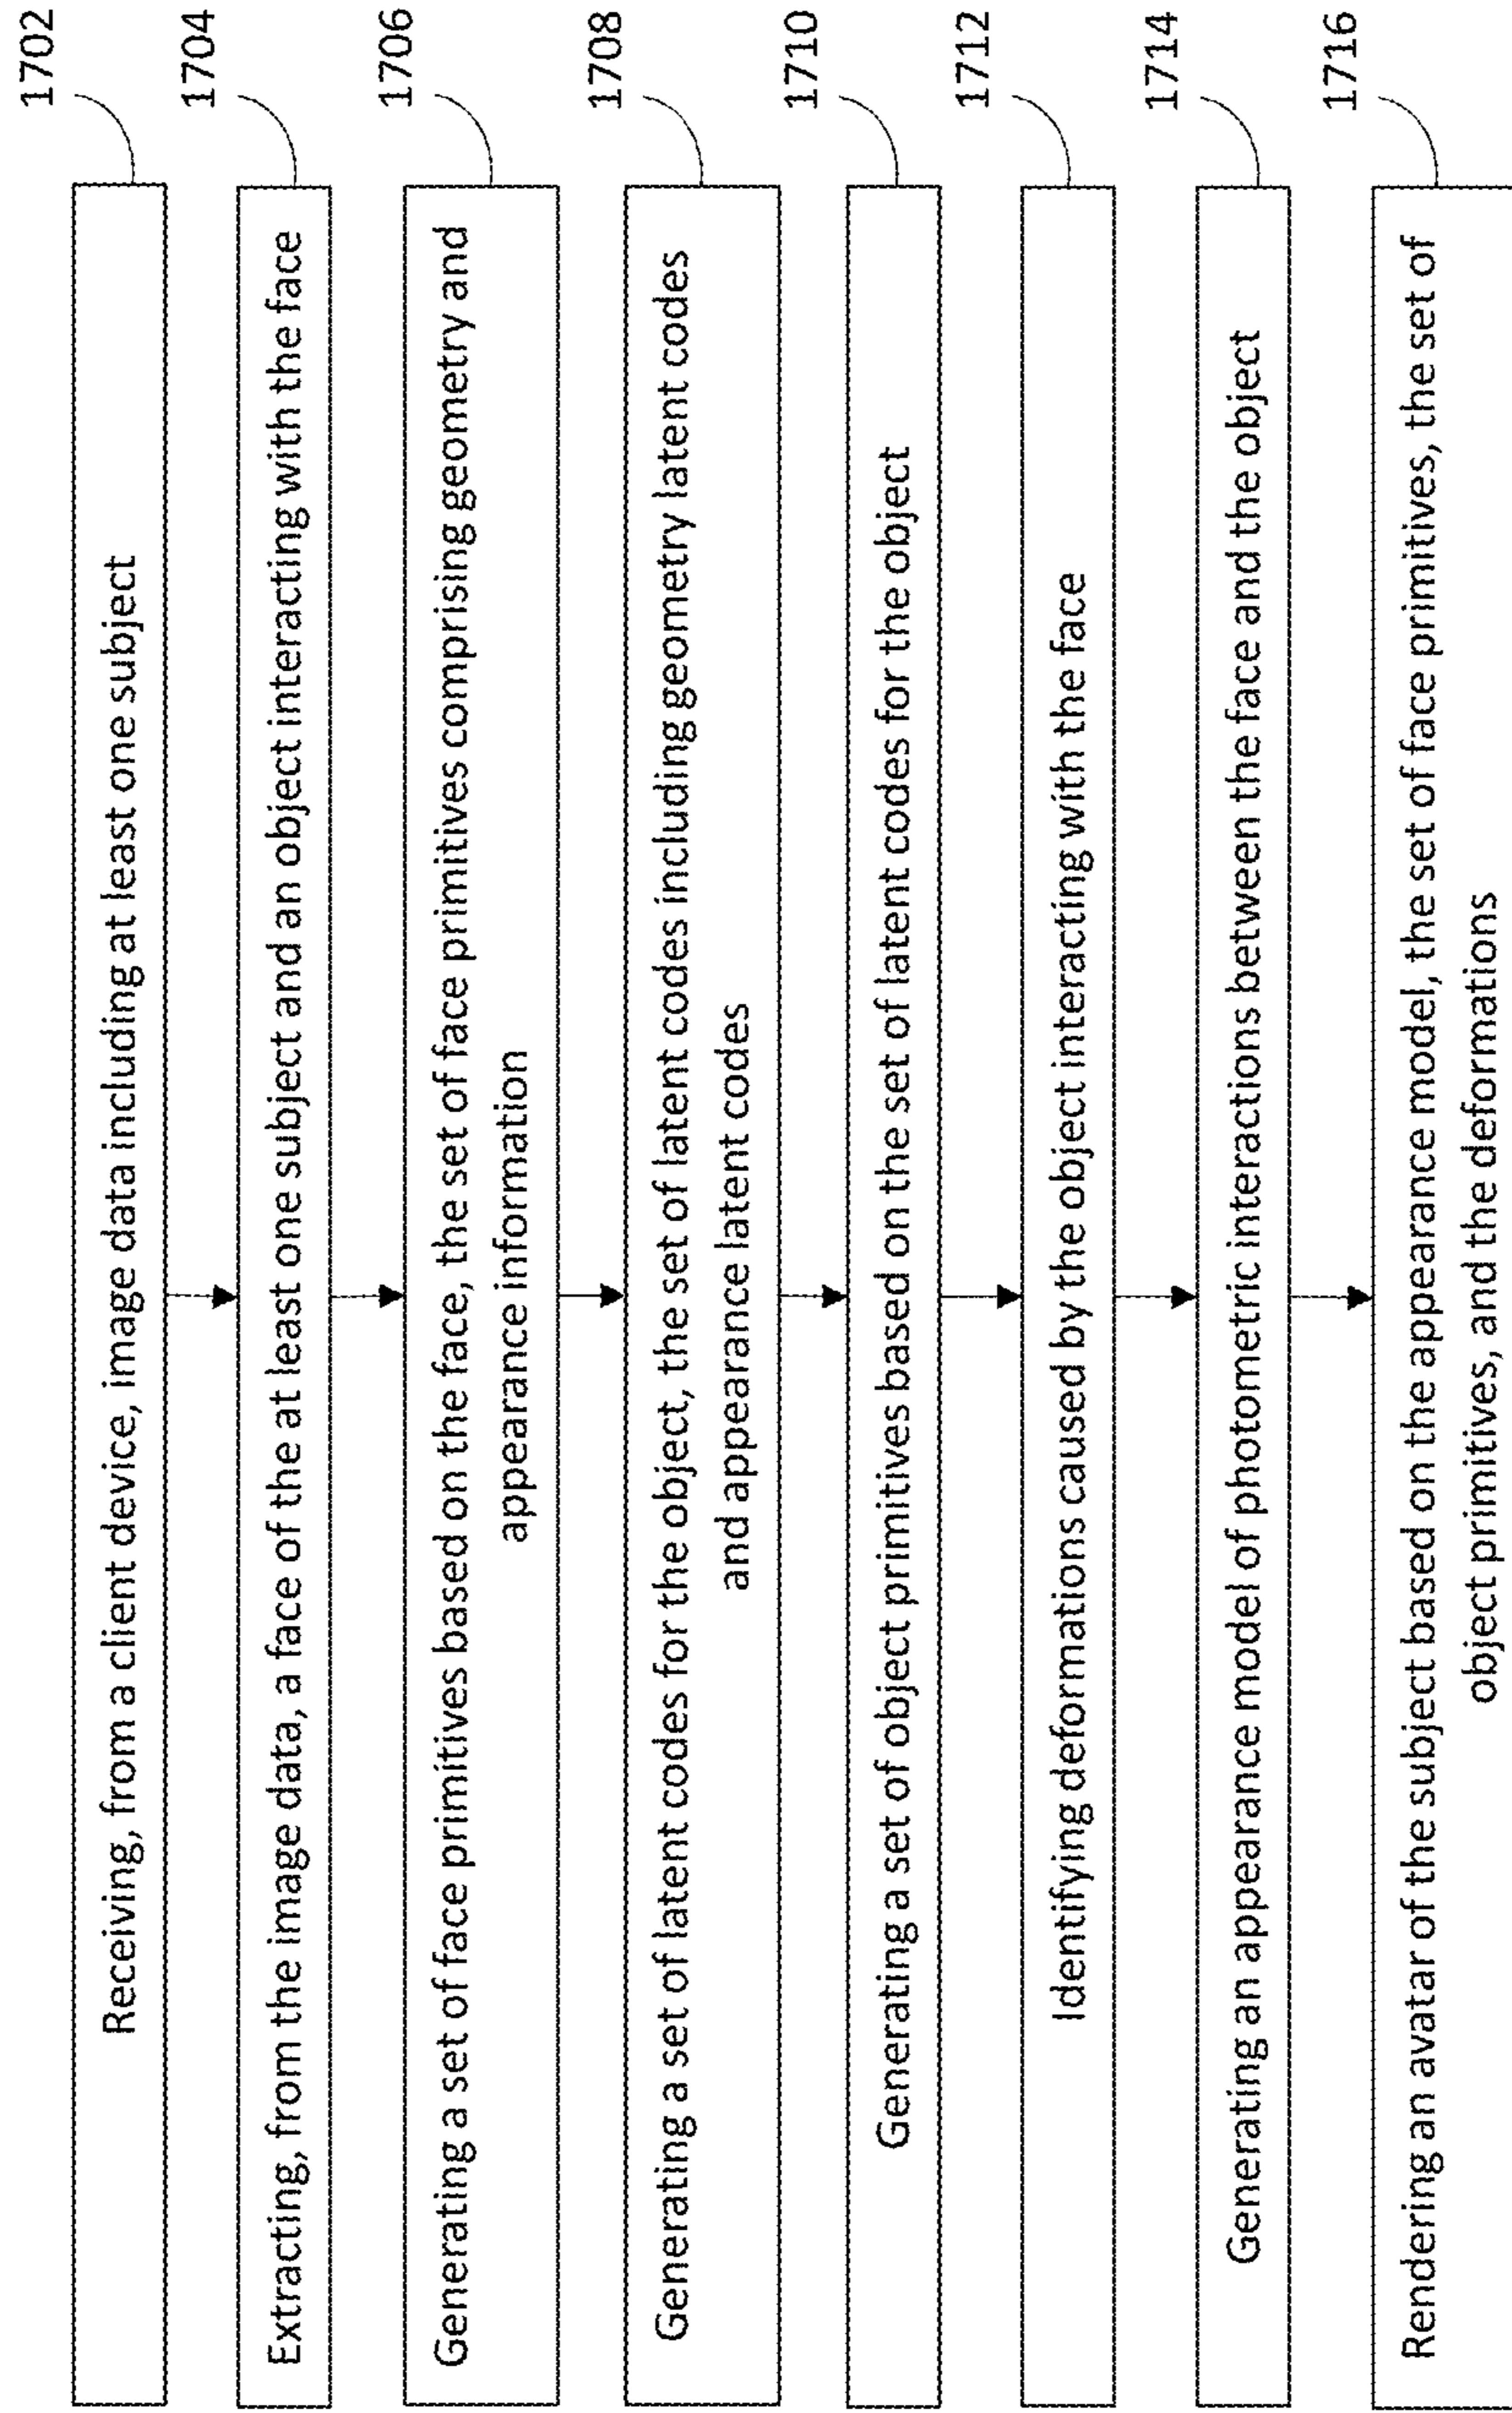 1702
Receiving, from a client device, image data including at least one subject
1704
Extracting, from the image data, a face of the at least one subject and an object interacting with the face
1706
Generating a set of face primitives based on the face, the set of face primitives comprising geometry and
appearance information
1708
Generating a set of latent codes for the object, the set of latent codes including geometry latent codes
and appearance latent codes
1710
Generating a set of object primitives based on the set of latent codes for the object
1712
Identifying deformations caused by the object interacting with the face
1714
Generating an appearance model of photometric interactions between the face and the object
1716
Rendering an avatar of the subject based on the appearance model, the set of face primitives, the set of
object primitives, and the deformations